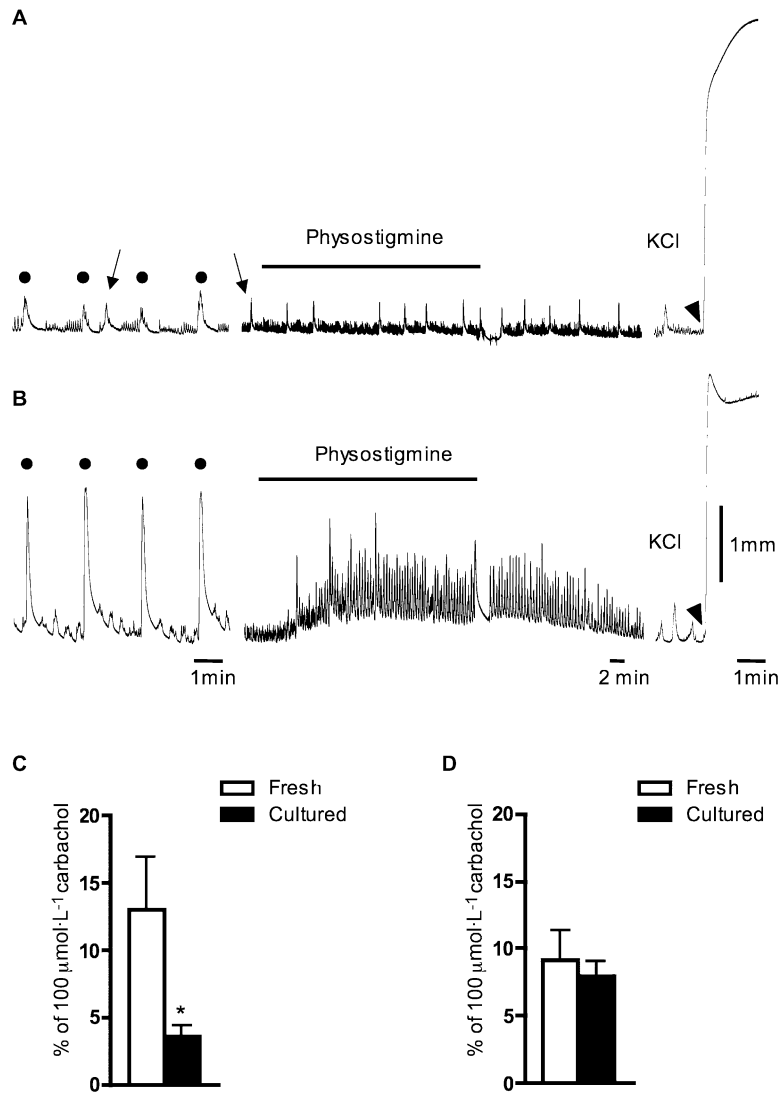 A
Physostigmine
KCl
B
Physostigmine
KCl
1mm
1min
2 min
1min
C
Fresh
Cultured
% of 100 µmol·L⁻¹ carbachol
20
15
10
5
0
*
D
Fresh
Cultured
% of 100 µmol·L⁻¹ carbachol
20
15
10
5
0